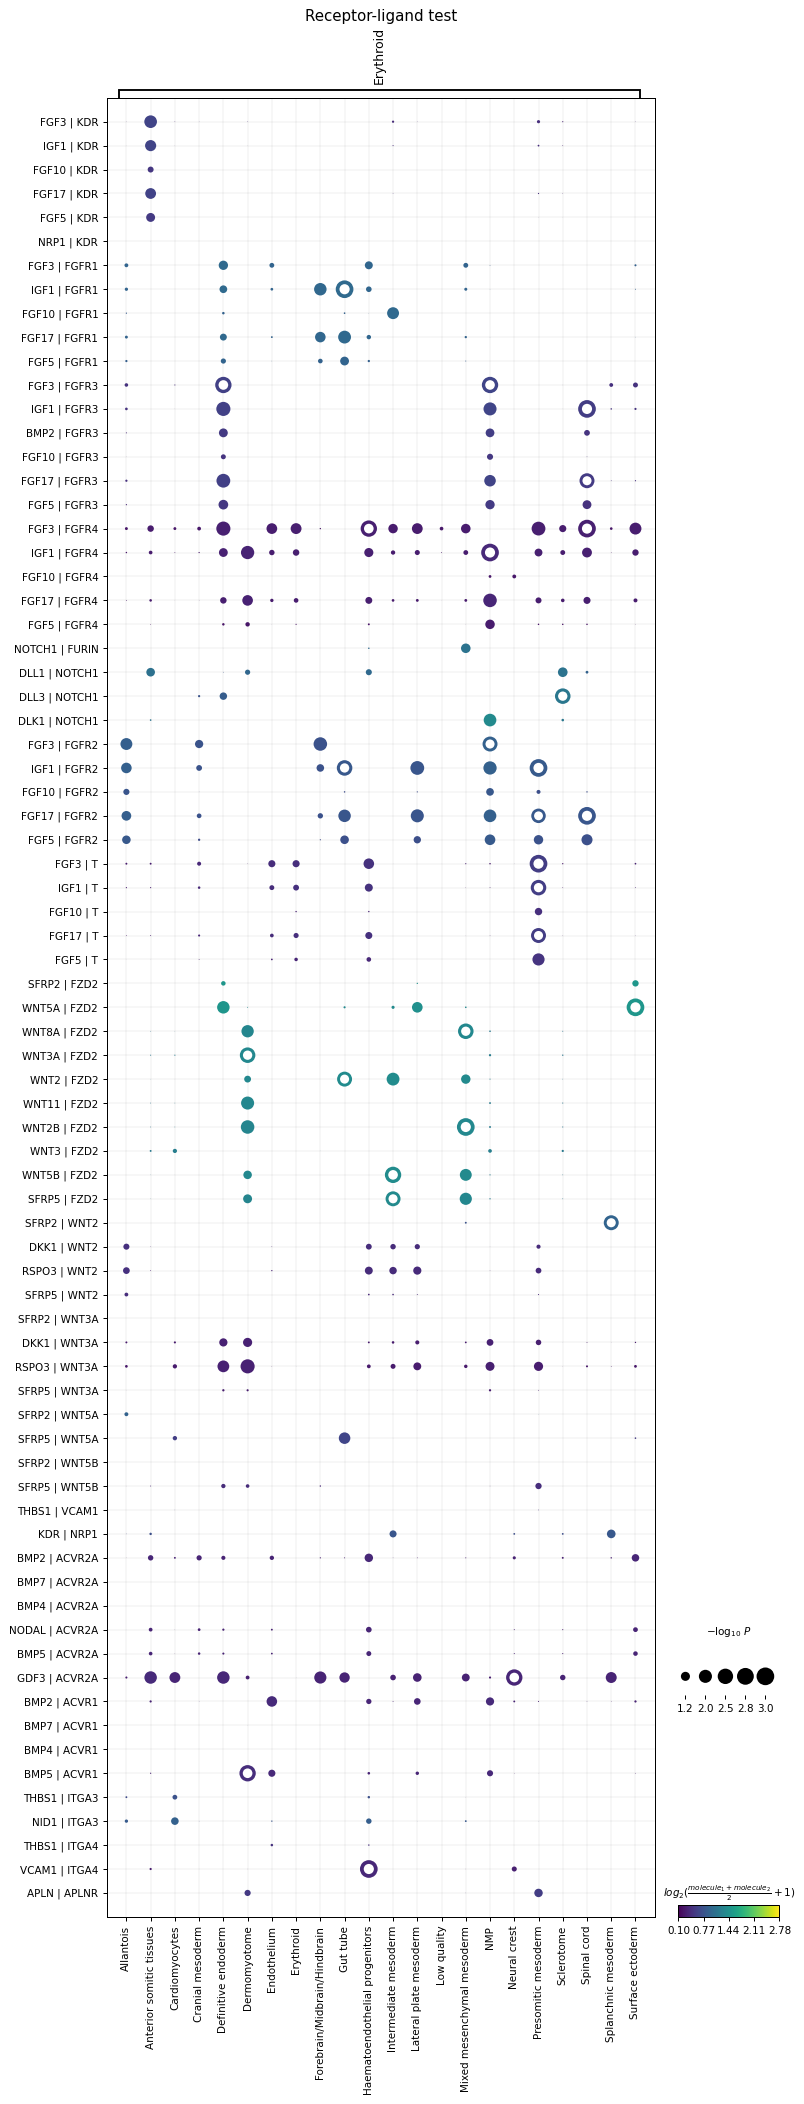 Receptor-ligand test
Erythroid
FGF3 | KDR
IGF1 | KDR
FGF10 | KDR
FGF17 | KDR
FGF5 | KDR
NRP1 | KDR
FGF3 | FGFR1
IGF1 | FGFR1
FGF10 | FGFR1
FGF17 | FGFR1
FGF5 | FGFR1
FGF3 | FGFR3
IGF1 | FGFR3
BMP2 | FGFR3
FGF10 | FGFR3
FGF17 | FGFR3
FGF5 | FGFR3
FGF3 | FGFR4
IGF1 | FGFR4
FGF10 | FGFR4
FGF17 | FGFR4
FGF5 | FGFR4
NOTCH1 | FURIN
DLL1 | NOTCH1
DLL3 | NOTCH1
DLK1 | NOTCH1
FGF3 | FGFR2
IGF1 | FGFR2
FGF10 | FGFR2
FGF17 | FGFR2
FGF5 | FGFR2
FGF3 | T
IGF1 | T
FGF10 | T
FGF17 | T
FGF5 | T
SFRP2 | FZD2
WNT5A | FZD2
WNT8A | FZD2
WNT3A | FZD2
WNT2 | FZD2
WNT11 | FZD2
WNT2B | FZD2
WNT3 | FZD2
WNT5B | FZD2
SFRP5 | FZD2
SFRP2 | WNT2
DKK1 | WNT2
RSPO3 | WNT2
SFRP5 | WNT2
SFRP2 | WNT3A
DKK1 | WNT3A
RSPO3 | WNT3A
SFRP5 | WNT3A
SFRP2 | WNT5A
SFRP5 | WNT5A
SFRP2 | WNT5B
SFRP5 | WNT5B
THBS1 | VCAM1
KDR | NRP1
BMP2 | ACVR2A
BMP7 | ACVR2A
BMP4 | ACVR2A
NODAL | ACVR2A
BMP5 | ACVR2A
GDF3 | ACVR2A
BMP2 | ACVR1
BMP7 | ACVR1
BMP4 | ACVR1
BMP5 | ACVR1
THBS1 | ITGA3
NID1 | ITGA3
THBS1 | ITGA4
VCAM1 | ITGA4
APLN | APLNR
Allantois
Anterior somitic tissues
Cardiomyocytes
Cranial mesoderm
Definitive endoderm
Dermomyotome
Endothelium
Erythroid
Forebrain/Midbrain/Hindbrain
Gut tube
Haematoendothelial progenitors
Intermediate mesoderm
Lateral plate mesoderm
Low quality
Mixed mesenchymal mesoderm
NMP
Neural crest
Presomitic mesoderm
Sclerotome
Spinal cord
Splanchnic mesoderm
Surface ectoderm
−log₁₀ P
1.2 2.0 2.5 2.8 3.0
log₂(molecule₁ + molecule₂ / 2 + 1)
0.10 0.77 1.44 2.11 2.78